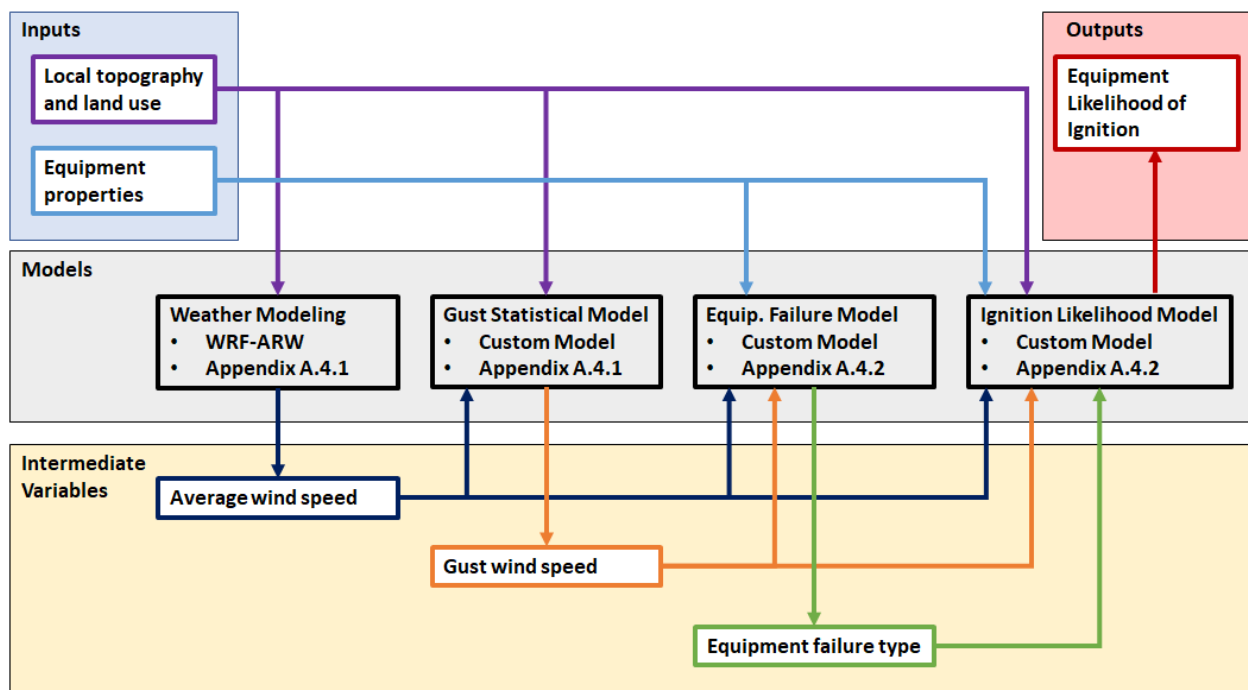 Inputs
Local topography
and land use
Equipment
properties
Outputs
Equipment
Likelihood of
Ignition
Models
Weather Modeling
• WRF-ARW
• Appendix A.4.1
Gust Statistical Model
• Custom Model
• Appendix A.4.1
Equip. Failure Model
• Custom Model
• Appendix A.4.2
Ignition Likelihood Model
• Custom Model
• Appendix A.4.2
Intermediate
Variables
Average wind speed
Gust wind speed
Equipment failure type